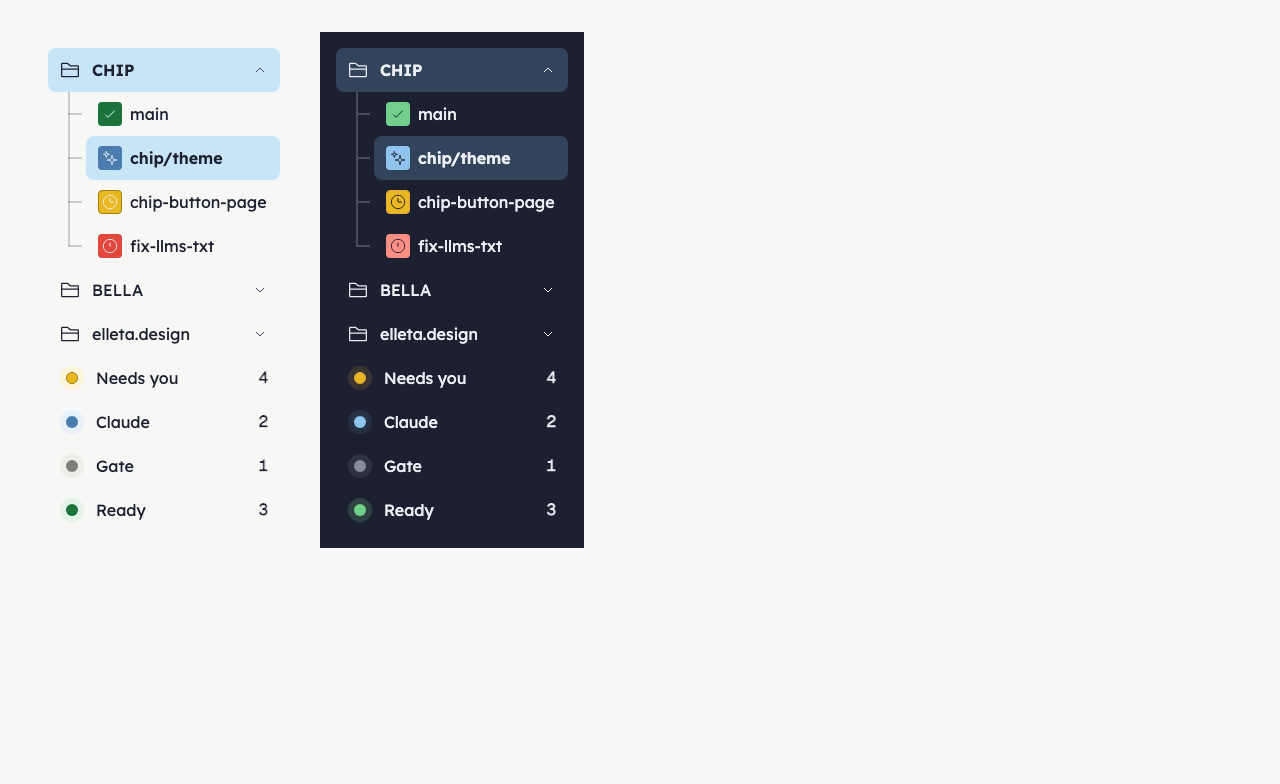 CHIP
main
chip/theme
chip-button-page
fix-llms-txt
BELLA
elleta.design
Needs you 4
Claude 2
Gate 1
Ready 3
CHIP
main
chip/theme
chip-button-page
fix-llms-txt
BELLA
elleta.design
Needs you 4
Claude 2
Gate 1
Ready 3